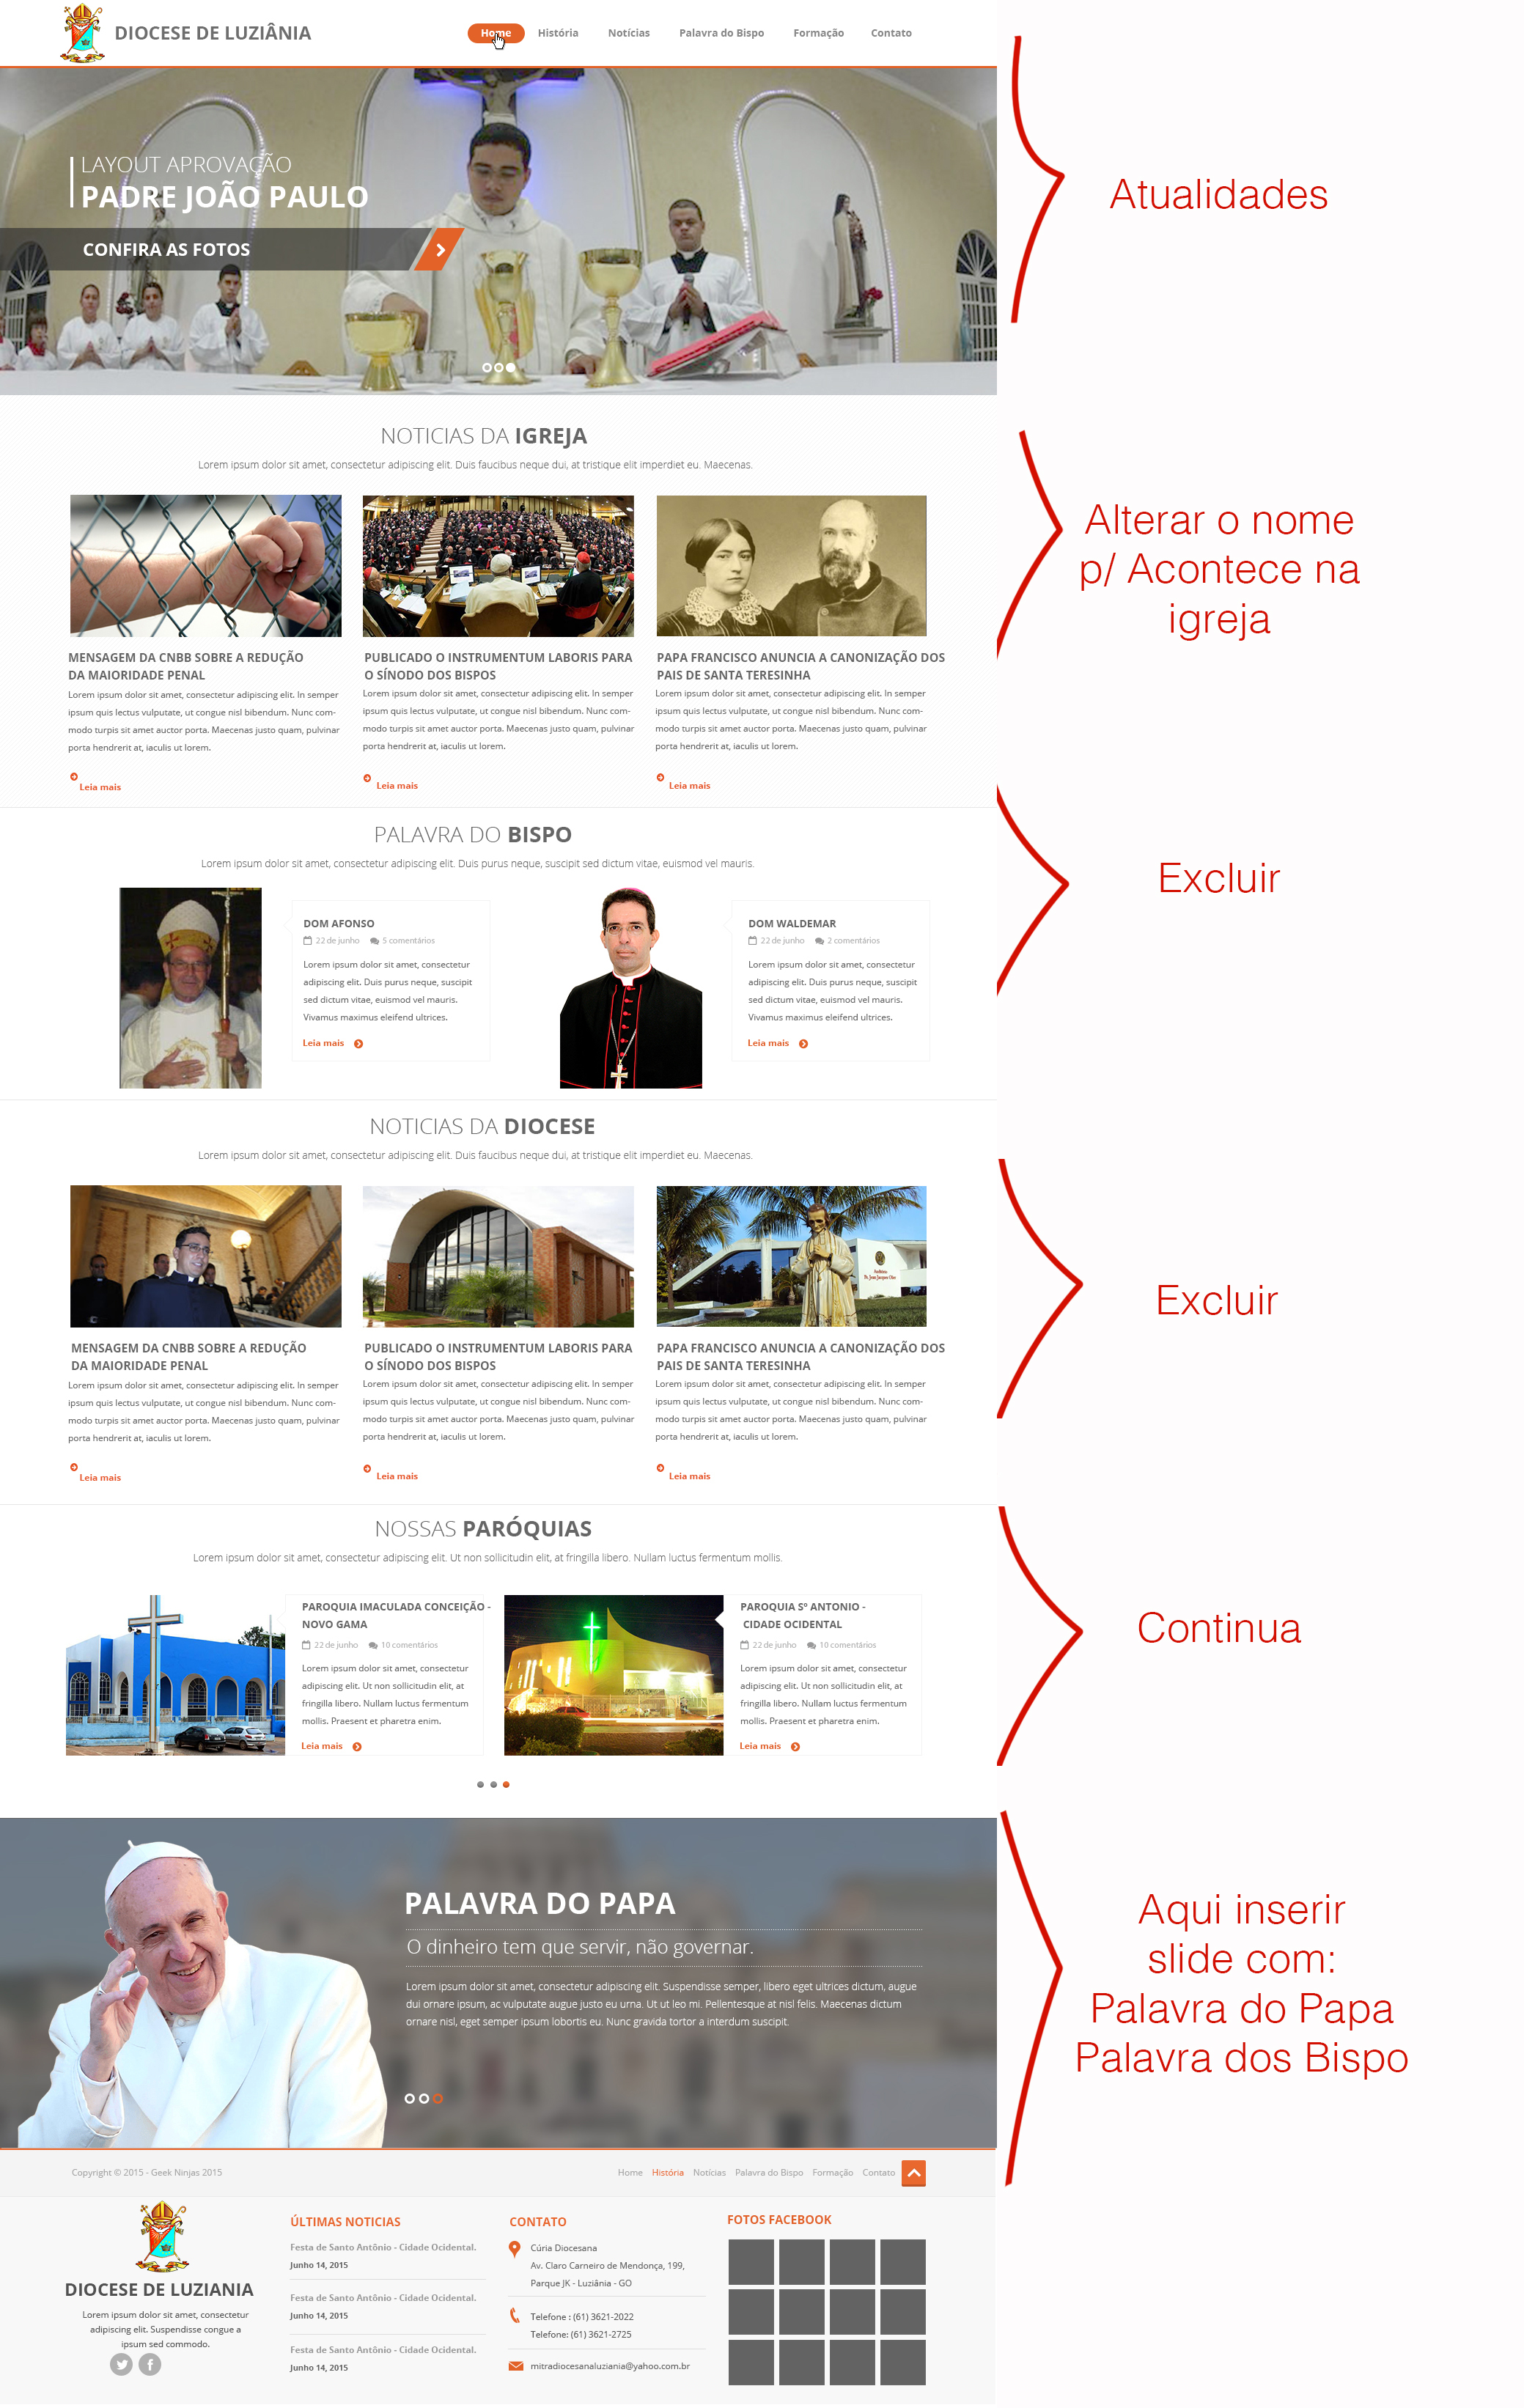 DIOCESE DE LUZIÂNIA
Home História Notícias Palavra do Bispo Formação Contato
LAYOUT APROVAÇÃO
PADRE JOÃO PAULO
CONFIRA AS FOTOS
Atualidades
NOTICIAS DA IGREJA
Lorem ipsum dolor sit amet, consectetur adipiscing elit. Duis faucibus neque dui, at tristique elit imperdiet eu. Maecenas.
Alterar o nome
p/ Acontece na
igreja
MENSAGEM DA CNBB SOBRE A REDUÇÃO
DA MAIORIDADE PENAL
Lorem ipsum dolor sit amet, consectetur adipiscing elit. In semper
ipsum quis lectus vulputate, ut congue nisl bibendum. Nunc com-
modo turpis sit amet auctor porta. Maecenas justo quam, pulvinar
porta hendrerit at, iaculis ut lorem.
Leia mais
PUBLICADO O INSTRUMENTUM LABORIS PARA
O SÍNODO DOS BISPOS
Lorem ipsum dolor sit amet, consectetur adipiscing elit. In semper
ipsum quis lectus vulputate, ut congue nisl bibendum. Nunc com-
modo turpis sit amet auctor porta. Maecenas justo quam, pulvinar
porta hendrerit at, iaculis ut lorem.
Leia mais
PAPA FRANCISCO ANUNCIA A CANONIZAÇÃO DOS
PAIS DE SANTA TERESINHA
Lorem ipsum dolor sit amet, consectetur adipiscing elit. In semper
ipsum quis lectus vulputate, ut congue nisl bibendum. Nunc com-
modo turpis sit amet auctor porta. Maecenas justo quam, pulvinar
porta hendrerit at, iaculis ut lorem.
Leia mais
PALAVRA DO BISPO
Lorem ipsum dolor sit amet, consectetur adipiscing elit. Duis purus neque, suscipit sed dictum vitae, euismod vel mauris.
Excluir
DOM AFONSO
22 de junho 5 comentários
Lorem ipsum dolor sit amet, consectetur
adipiscing elit. Duis purus neque, suscipit
sed dictum vitae, euismod vel mauris.
Vivamus maximus eleifend ultrices.
Leia mais
DOM WALDEMAR
22 de junho 2 comentários
Lorem ipsum dolor sit amet, consectetur
adipiscing elit. Duis purus neque, suscipit
sed dictum vitae, euismod vel mauris.
Vivamus maximus eleifend ultrices.
Leia mais
NOTICIAS DA DIOCESE
Lorem ipsum dolor sit amet, consectetur adipiscing elit. Duis faucibus neque dui, at tristique elit imperdiet eu. Maecenas.
Excluir
MENSAGEM DA CNBB SOBRE A REDUÇÃO
DA MAIORIDADE PENAL
Lorem ipsum dolor sit amet, consectetur adipiscing elit. In semper
ipsum quis lectus vulputate, ut congue nisl bibendum. Nunc com-
modo turpis sit amet auctor porta. Maecenas justo quam, pulvinar
porta hendrerit at, iaculis ut lorem.
Leia mais
PUBLICADO O INSTRUMENTUM LABORIS PARA
O SÍNODO DOS BISPOS
Lorem ipsum dolor sit amet, consectetur adipiscing elit. In semper
ipsum quis lectus vulputate, ut congue nisl bibendum. Nunc com-
modo turpis sit amet auctor porta. Maecenas justo quam, pulvinar
porta hendrerit at, iaculis ut lorem.
Leia mais
PAPA FRANCISCO ANUNCIA A CANONIZAÇÃO DOS
PAIS DE SANTA TERESINHA
Lorem ipsum dolor sit amet, consectetur adipiscing elit. In semper
ipsum quis lectus vulputate, ut congue nisl bibendum. Nunc com-
modo turpis sit amet auctor porta. Maecenas justo quam, pulvinar
porta hendrerit at, iaculis ut lorem.
Leia mais
NOSSAS PARÓQUIAS
Lorem ipsum dolor sit amet, consectetur adipiscing elit. Ut non sollicitudin elit, at fringilla libero. Nullam luctus fermentum mollis.
Continua
PAROQUIA IMACULADA CONCEIÇÃO -
NOVO GAMA
22 de junho 10 comentários
Lorem ipsum dolor sit amet, consectetur
adipiscing elit. Ut non sollicitudin elit, at
fringilla libero. Nullam luctus fermentum
mollis. Praesent et pharetra enim.
Leia mais
PAROQUIA Sº ANTONIO -
CIDADE OCIDENTAL
22 de junho 10 comentários
Lorem ipsum dolor sit amet, consectetur
adipiscing elit. Ut non sollicitudin elit, at
fringilla libero. Nullam luctus fermentum
mollis. Praesent et pharetra enim.
Leia mais
PALAVRA DO PAPA
O dinheiro tem que servir, não governar.
Lorem ipsum dolor sit amet, consectetur adipiscing elit. Suspendisse semper, libero eget ultrices dictum, augue
dui ornare ipsum, ac vulputate augue justo eu urna. Ut ut leo mi. Pellentesque at nisl felis. Maecenas dictum
ornare nisl, eget semper ipsum lobortis eu. Nunc gravida tortor a interdum suscipit.
Aqui inserir
slide com:
Palavra do Papa
Palavra dos Bispo
Copyright © 2015 - Geek Ninjas 2015
Home História Notícias Palavra do Bispo Formação Contato
DIOCESE DE LUZIANIA
Lorem ipsum dolor sit amet, consectetur
adipiscing elit. Suspendisse congue a
ipsum sed commodo.
ÚLTIMAS NOTICIAS
Festa de Santo Antônio - Cidade Ocidental.
Junho 14, 2015
Festa de Santo Antônio - Cidade Ocidental.
Junho 14, 2015
Festa de Santo Antônio - Cidade Ocidental.
Junho 14, 2015
CONTATO
Cúria Diocesana
Av. Claro Carneiro de Mendonça, 199,
Parque JK - Luziânia - GO
Telefone : (61) 3621-2022
Telefone: (61) 3621-2725
mitradiocesanaluziania@yahoo.com.br
FOTOS FACEBOOK